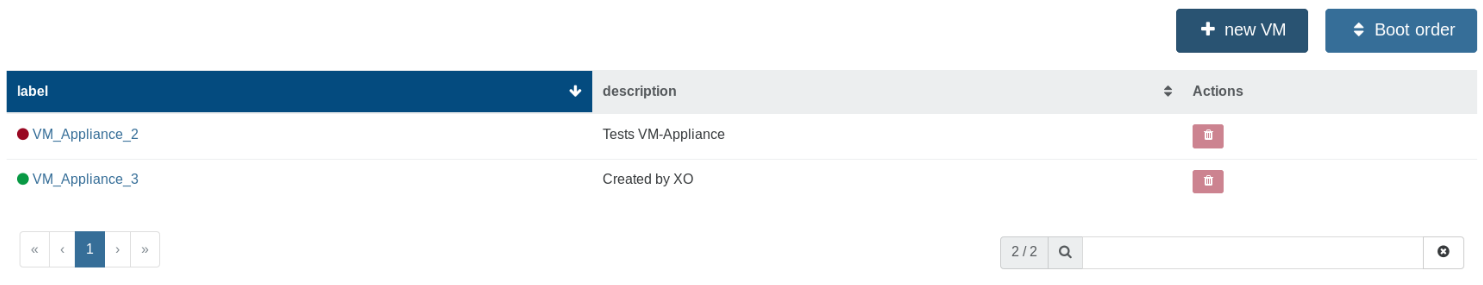 new VM
Boot order
label description Actions
VM_Appliance_2 Tests VM-Appliance
VM_Appliance_3 Created by XO
« ‹ 1 › » 2 / 2